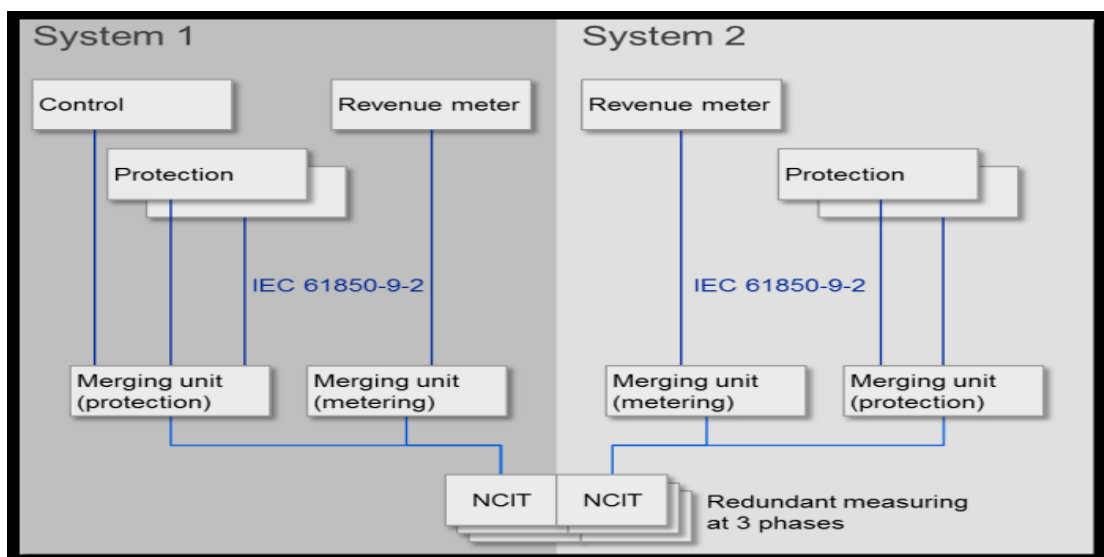 System 1
Control
Revenue meter
Protection
IEC 61850-9-2
Merging unit
(protection)
Merging unit
(metering)
System 2
Revenue meter
Protection
IEC 61850-9-2
Merging unit
(metering)
Merging unit
(protection)
NCIT
NCIT
Redundant measuring
at 3 phases